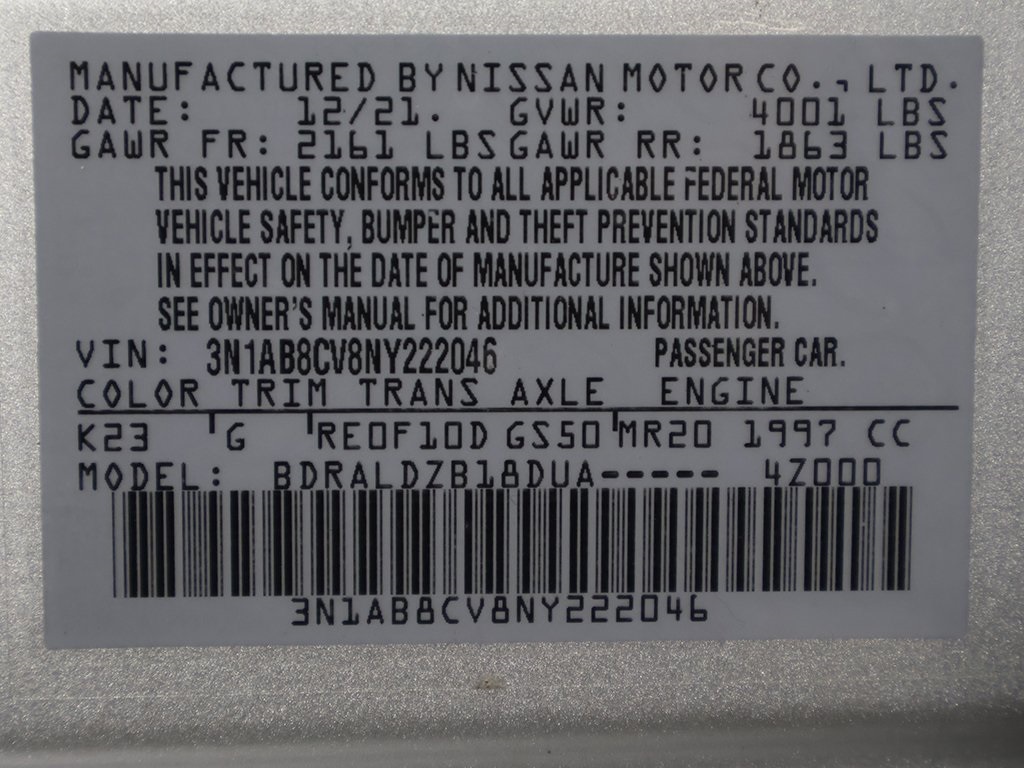 MANUFACTURED BY NISSAN MOTOR CO., LTD.
DATE: 12/21. GVWR: 4001 LBS
GAWR FR: 2161 LBS GAWR RR: 1863 LBS
THIS VEHICLE CONFORMS TO ALL APPLICABLE FEDERAL MOTOR
VEHICLE SAFETY, BUMPER AND THEFT PREVENTION STANDARDS
IN EFFECT ON THE DATE OF MANUFACTURE SHOWN ABOVE.
SEE OWNER'S MANUAL FOR ADDITIONAL INFORMATION.
VIN: 3N1AB8CV8NY222046 PASSENGER CAR.
COLOR TRIM TRANS AXLE ENGINE
K23 G RE0F10D GS50 MR20 1997 CC
MODEL: BDRALDZB18DUA----- 4Z000
3N1AB8CV8NY222046